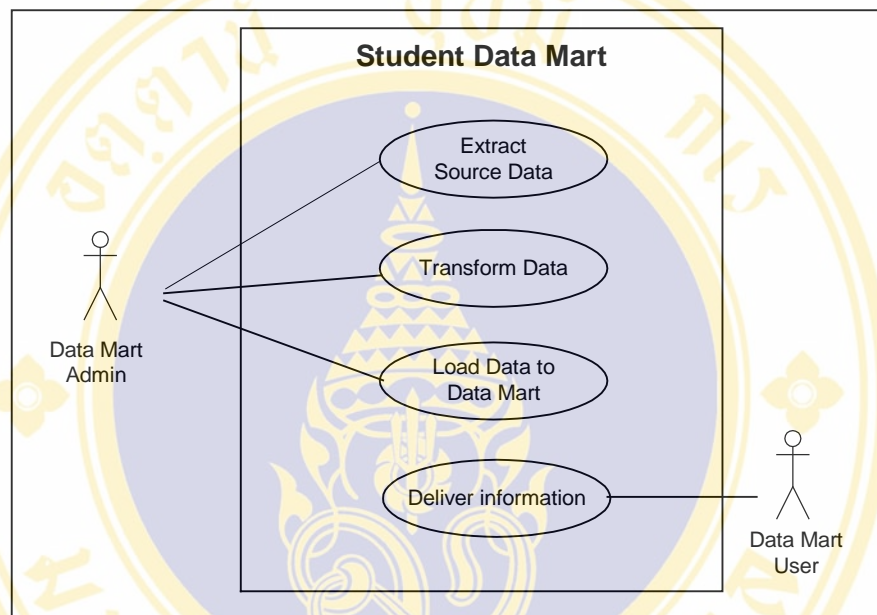 Student Data Mart
Extract
Source Data
Transform Data
Data Mart
Admin
Load Data to
Data Mart
Deliver information
Data Mart
User